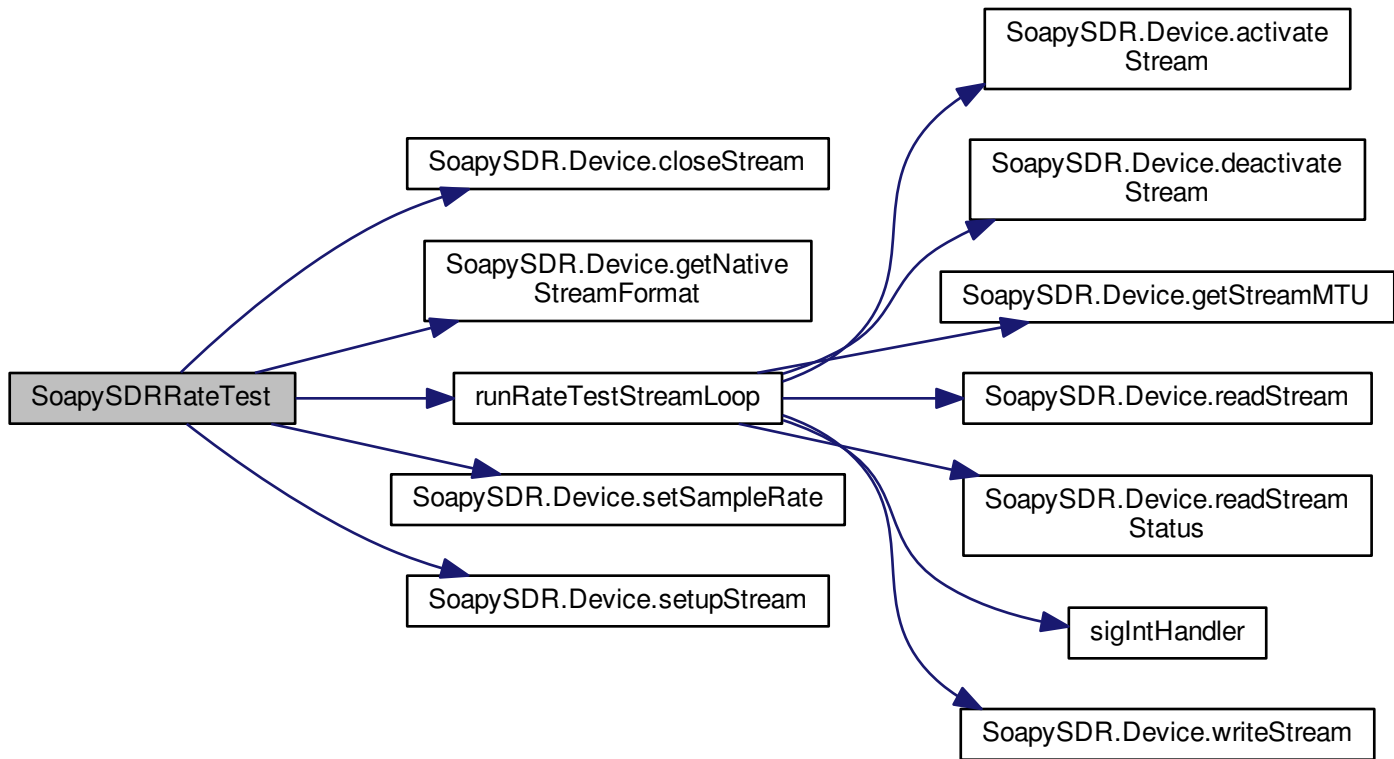 SoapySDRRateTest
SoapySDR.Device.closeStream
SoapySDR.Device.getNative
StreamFormat
runRateTestStreamLoop
SoapySDR.Device.setSampleRate
SoapySDR.Device.setupStream
SoapySDR.Device.activate
Stream
SoapySDR.Device.deactivate
Stream
SoapySDR.Device.getStreamMTU
SoapySDR.Device.readStream
SoapySDR.Device.readStream
Status
sigIntHandler
SoapySDR.Device.writeStream